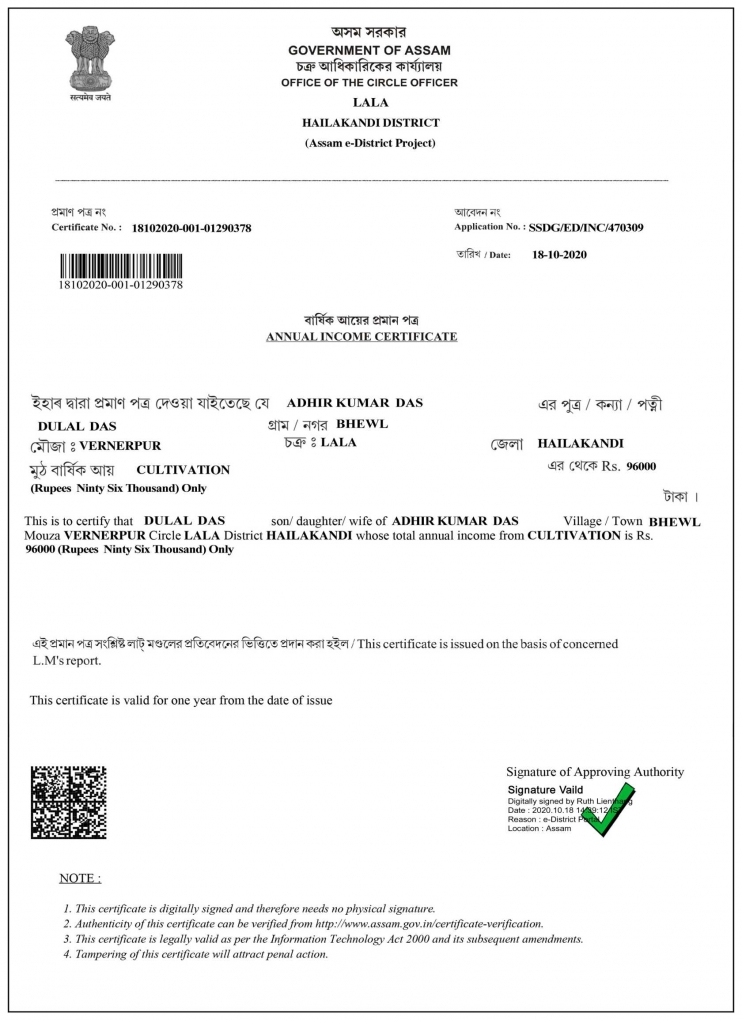 सत्यमेव जयते
অসম সরকার
GOVERNMENT OF ASSAM
চক্ৰ আধিকারিকের কার্য্যালয়
OFFICE OF THE CIRCLE OFFICER
LALA
HAILAKANDI DISTRICT
(Assam e-District Project)
প্রমাণ পত্র নং
Certificate No. : 18102020-001-01290378
আবেদন নং
Application No. : SSDG/ED/INC/470309
তারিখ / Date: 18-10-2020
18102020-001-01290378
বার্ষিক আয়ের প্রমান পত্র
ANNUAL INCOME CERTIFICATE
ইহাৰ দ্বারা প্রমাণ পত্র দেওয়া যাইতেছে যে ADHIR KUMAR DAS এর পুত্র / কন্যা / পত্নী
DULAL DAS গ্রাম / নগর BHEWL
মৌজা ঃ VERNERPUR চক্ৰ ঃ LALA জেলা HAILAKANDI
মুঠ বার্ষিক আয় CULTIVATION এর থেকে Rs. 96000
(Rupees Ninty Six Thousand) Only
টাকা ।
This is to certify that DULAL DAS son/ daughter/ wife of ADHIR KUMAR DAS Village / Town BHEWL
Mouza VERNERPUR Circle LALA District HAILAKANDI whose total annual income from CULTIVATION is Rs.
96000 (Rupees Ninty Six Thousand) Only
এই প্রমান পত্র সংশ্লিষ্ট লাট্ মণ্ডলের প্রতিবেদনের ভিত্তিতে প্রদান করা হইল / This certificate is issued on the basis of concerned
L.M's report.
This certificate is valid for one year from the date of issue
Signature of Approving Authority
Signature Vaild
Digitally signed by Ruth
Date : 2020.10.18
Reason : e-District
Location : Assam
NOTE :
1. This certificate is digitally signed and therefore needs no physical signature.
2. Authenticity of this certificate can be verified from http://www.assam.gov.in/certificate-verification.
3. This certificate is legally valid as per the Information Technology Act 2000 and its subsequent amendments.
4. Tampering of this certificate will attract penal action.